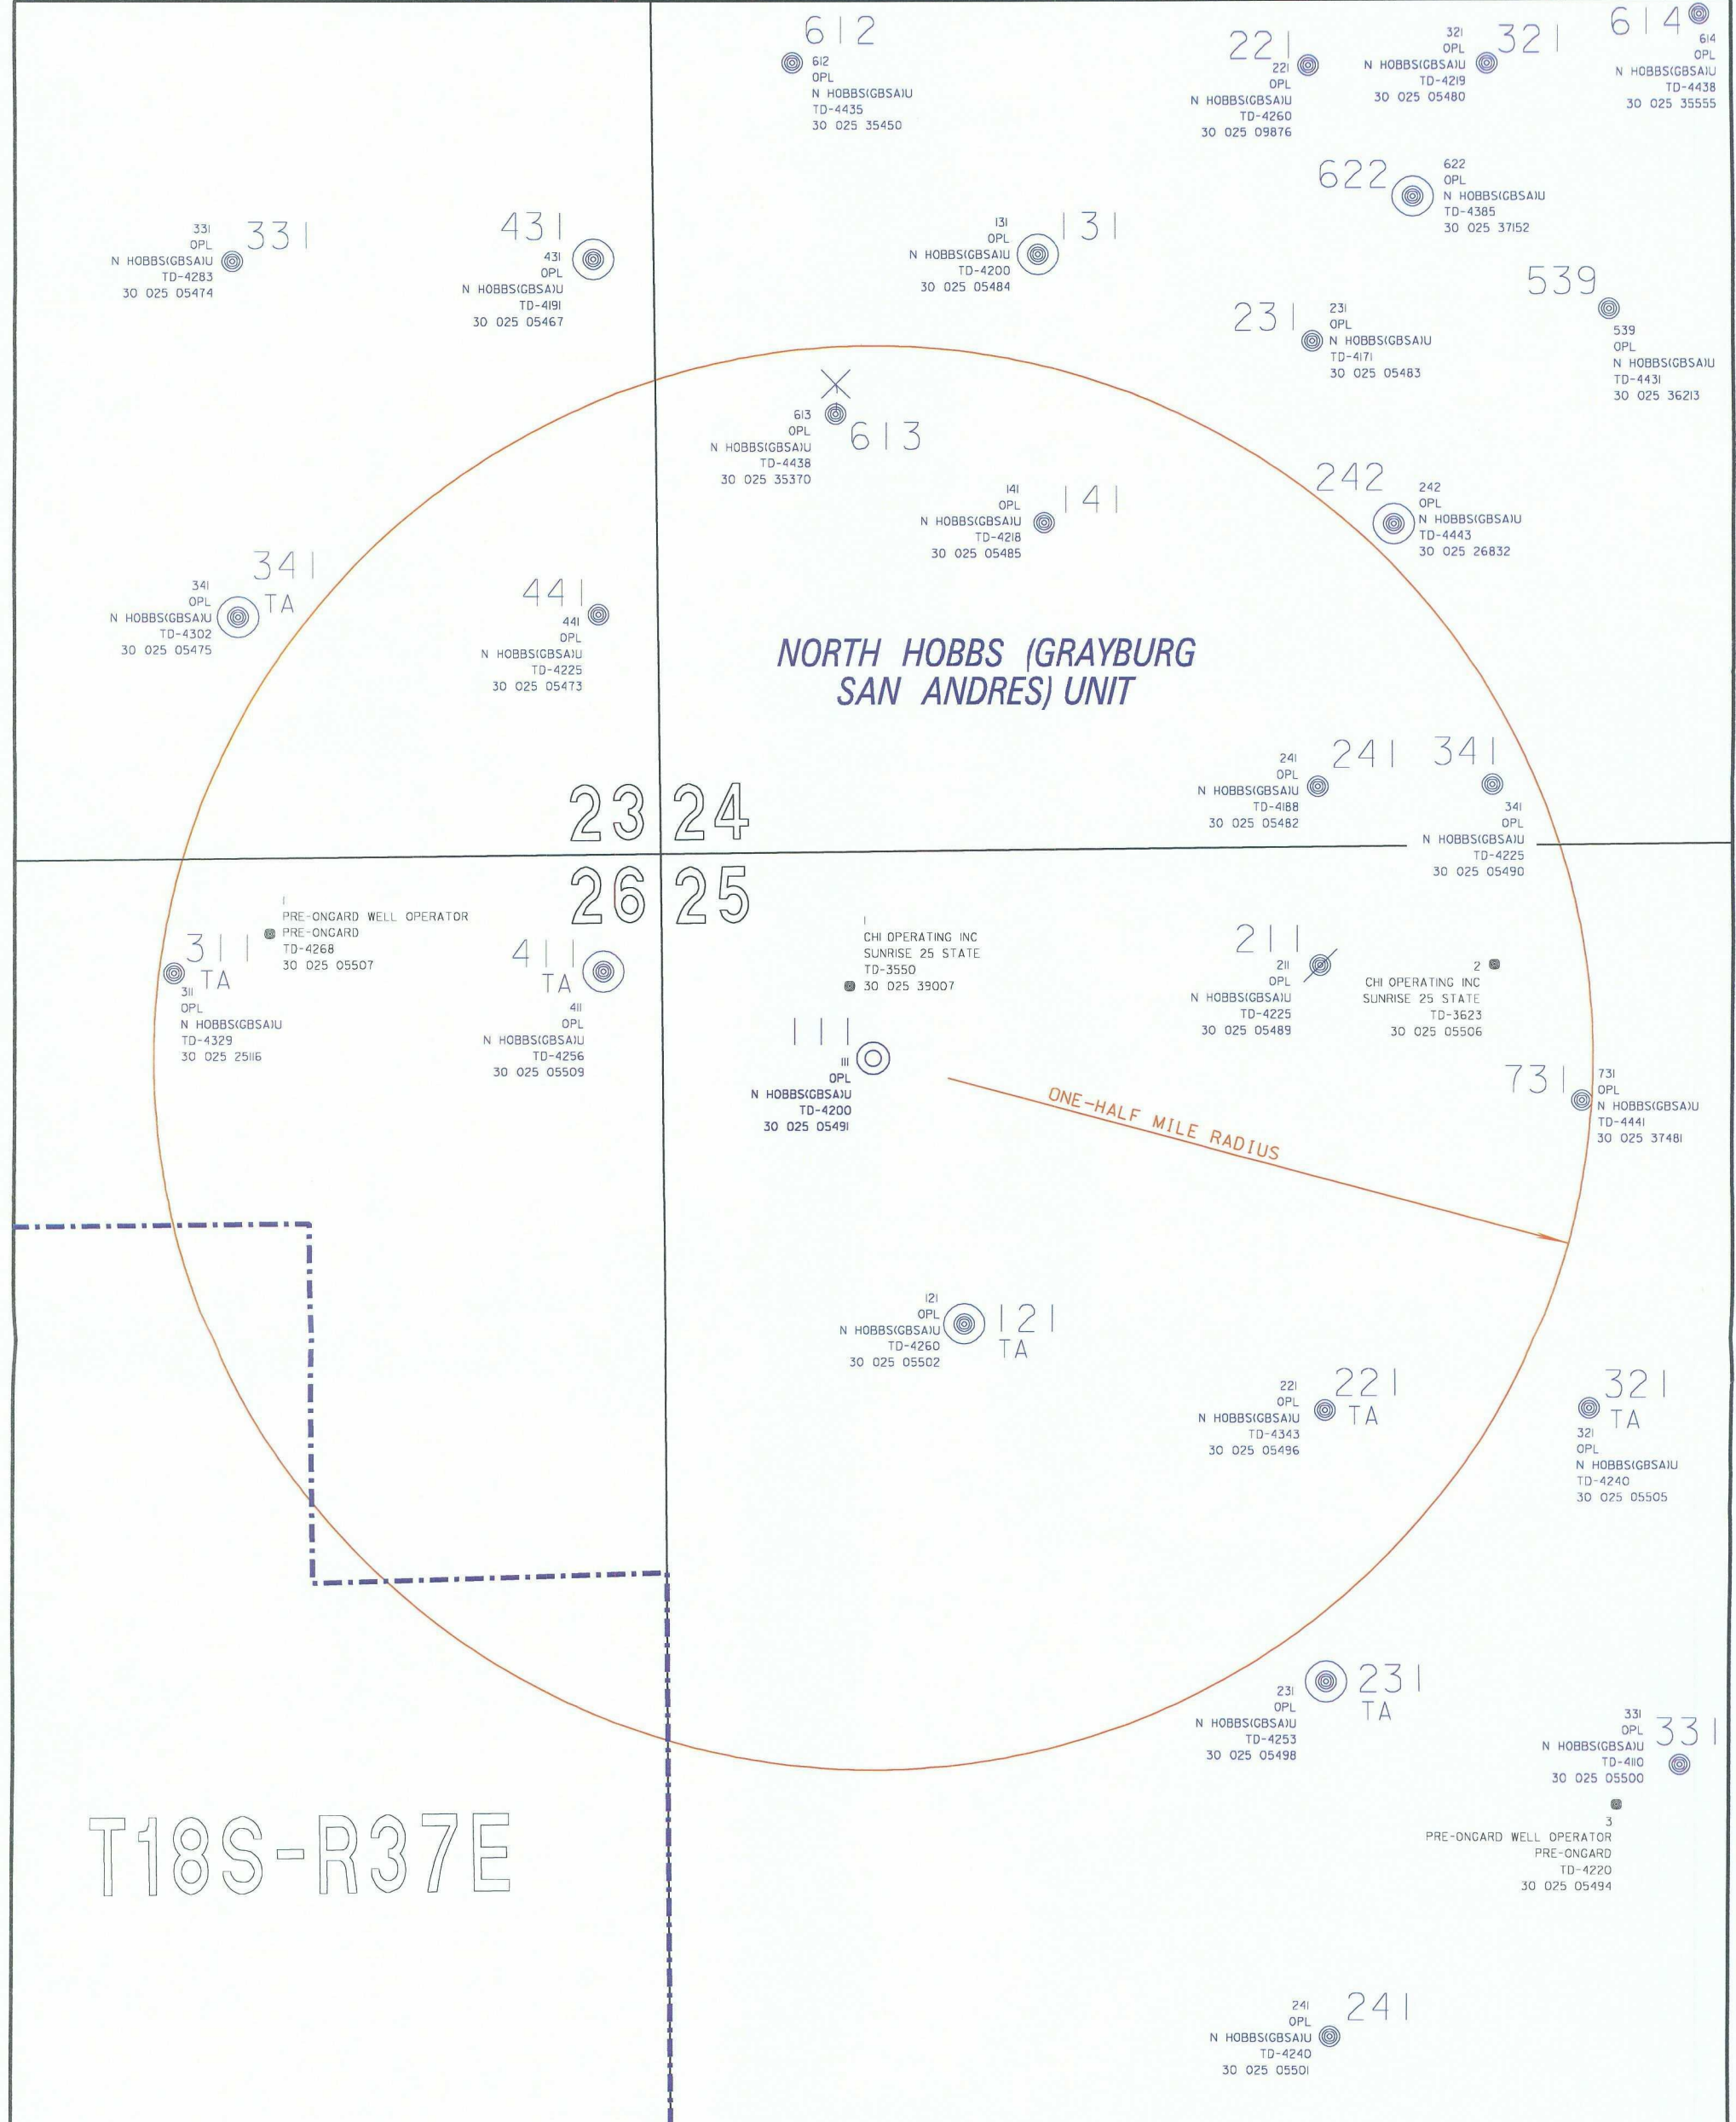 612
612
OPL
N HOBBS(GBSA)U
TD-4435
30 025 35450
221
221
OPL
N HOBBS(GBSA)U
TD-4260
30 025 09876
321
321
OPL
N HOBBS(GBSA)U
TD-4219
30 025 05480
614
614
OPL
N HOBBS(GBSA)U
TD-4438
30 025 35555
622
622
OPL
N HOBBS(GBSA)U
TD-4385
30 025 37152
331
331
OPL
N HOBBS(GBSA)U
TD-4283
30 025 05474
431
431
OPL
N HOBBS(GBSA)U
TD-4191
30 025 05467
131
131
OPL
N HOBBS(GBSA)U
TD-4200
30 025 05484
539
539
OPL
N HOBBS(GBSA)U
TD-4431
30 025 36213
231
231
OPL
N HOBBS(GBSA)U
TD-4171
30 025 05483
613
OPL
N HOBBS(GBSA)U
TD-4438
30 025 35370
613
141
OPL
N HOBBS(GBSA)U
TD-4218
30 025 05485
141
242
242
OPL
N HOBBS(GBSA)U
TD-4443
30 025 26832
341
TA
341
OPL
N HOBBS(GBSA)U
TD-4302
30 025 05475
441
441
OPL
N HOBBS(GBSA)U
TD-4225
30 025 05473
NORTH HOBBS (GRAYBURG
SAN ANDRES) UNIT
241
241
OPL
N HOBBS(GBSA)U
TD-4188
30 025 05482
341
341
OPL
N HOBBS(GBSA)U
TD-4225
30 025 05490
23 24
26 25
1
PRE-ONGARD WELL OPERATOR
PRE-ONGARD
TD-4268
30 025 05507
311
TA
311
OPL
N HOBBS(GBSA)U
TD-4329
30 025 25116
411
TA
411
OPL
N HOBBS(GBSA)U
TD-4256
30 025 05509
1
CHI OPERATING INC
SUNRISE 25 STATE
TD-3550
30 025 39007
111
111
OPL
N HOBBS(GBSA)U
TD-4200
30 025 05491
211
211
OPL
N HOBBS(GBSA)U
TD-4225
30 025 05489
2
CHI OPERATING INC
SUNRISE 25 STATE
TD-3623
30 025 05506
731
731
OPL
N HOBBS(GBSA)U
TD-4441
30 025 37481
ONE-HALF MILE RADIUS
121
OPL
N HOBBS(GBSA)U
TD-4260
30 025 05502
121
TA
221
OPL
N HOBBS(GBSA)U
TD-4343
30 025 05496
221
TA
321
TA
321
OPL
N HOBBS(GBSA)U
TD-4240
30 025 05505
231
OPL
N HOBBS(GBSA)U
TD-4253
30 025 05498
231
TA
331
OPL
N HOBBS(GBSA)U
TD-4110
30 025 05500
331
3
PRE-ONGARD WELL OPERATOR
PRE-ONGARD
TD-4220
30 025 05494
T18S-R37E
241
OPL
N HOBBS(GBSA)U
TD-4240
30 025 05501
241